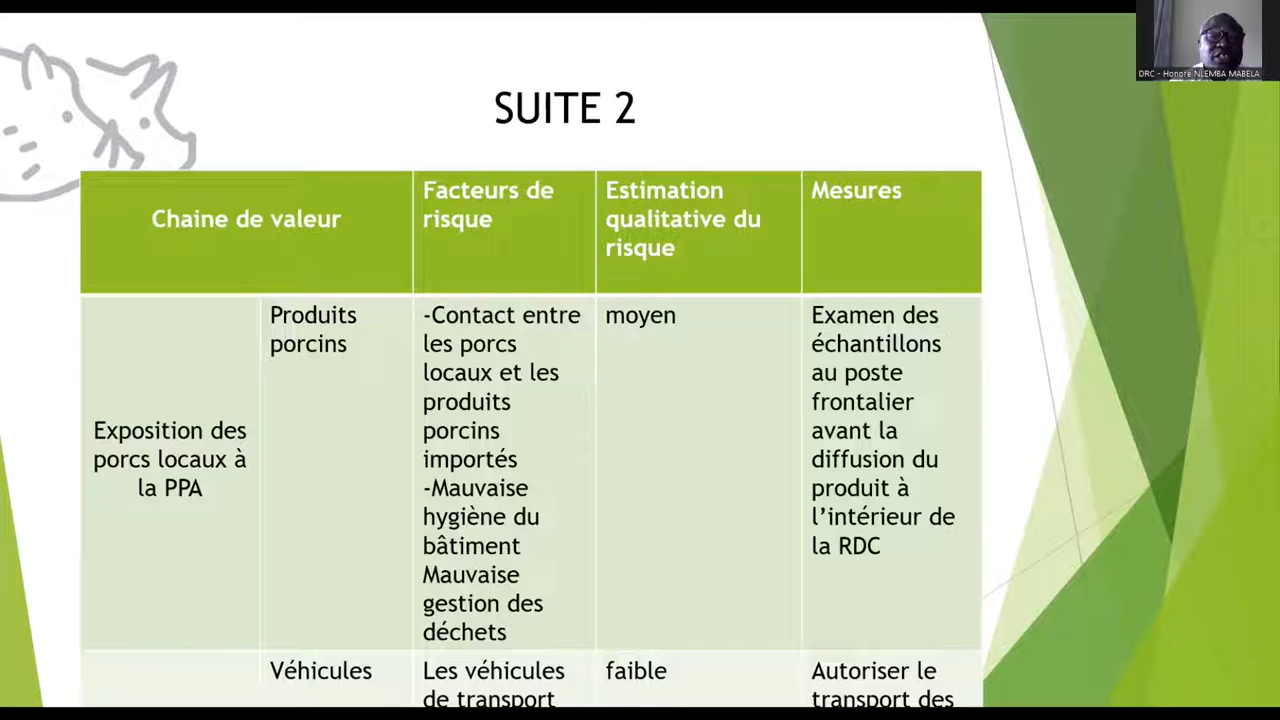 DRC - Honoré NLEMBA MABELA
SUITE 2
Chaine de valeur
Facteurs de
risque
Estimation
qualitative du
risque
Mesures
Exposition des
porcs locaux à
la PPA
Produits
porcins
-Contact entre
les porcs
locaux et les
produits
porcins
importés
-Mauvaise
hygiène du
bâtiment
Mauvaise
gestion des
déchets
moyen
Examen des
échantillons
au poste
frontalier
avant la
diffusion du
produit à
l’intérieur de
la RDC
Véhicules
Les véhicules
de transport
faible
Autoriser le
transport des